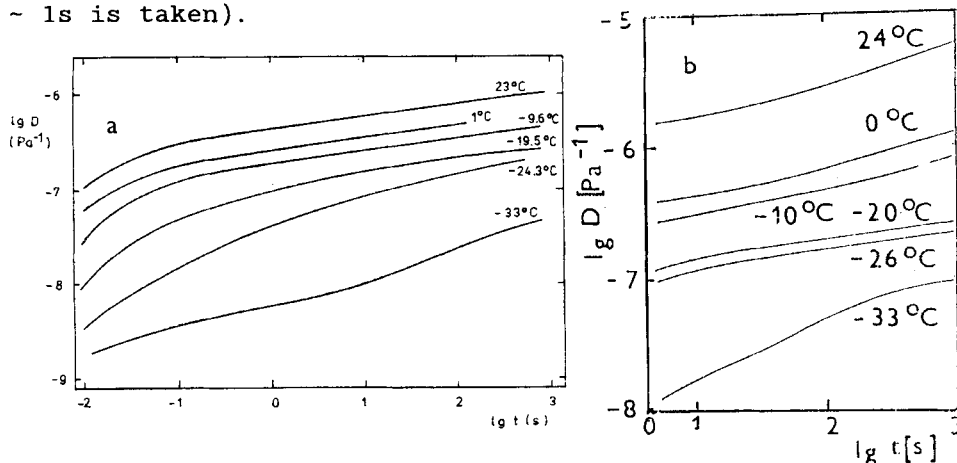 ~ 1s is taken).
a
lg D
(Pa⁻¹)
-6
-7
-8
-9
23°C
1°C
-9.6°C
-19.5°C
-24.3°C
-33°C
-2 -1 0 1 2 3
lg t(s)
b
lg D [Pa⁻¹]
-5
-6
-7
-8
24°C
0°C
-10°C -20°C
-26°C
-33°C
0 1 2 3
lg t[s]